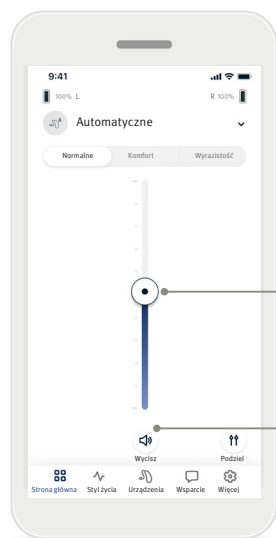 9:41
100% L R 100%
Automatyczne
Normalne Komfort Wyrazistość
Wycisz Podziel
Strona główna Styl życia Urządzenia Wsparcie Więcej